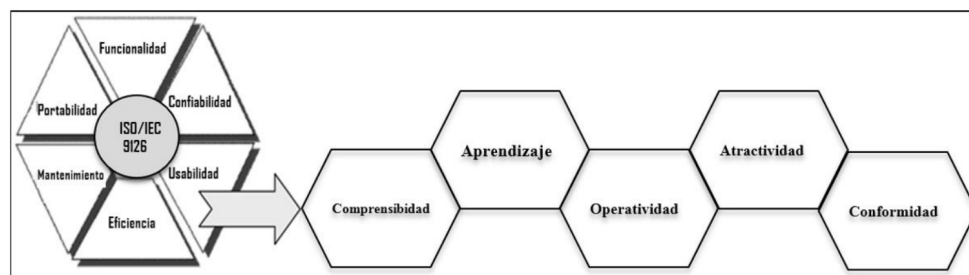 Funcionalidad
Portabilidad
Confiabilidad
ISO/IEC
9126
Mantenimiento
Usabilidad
Eficiencia
Comprensibidad
Aprendizaje
Operatividad
Atractividad
Conformidad